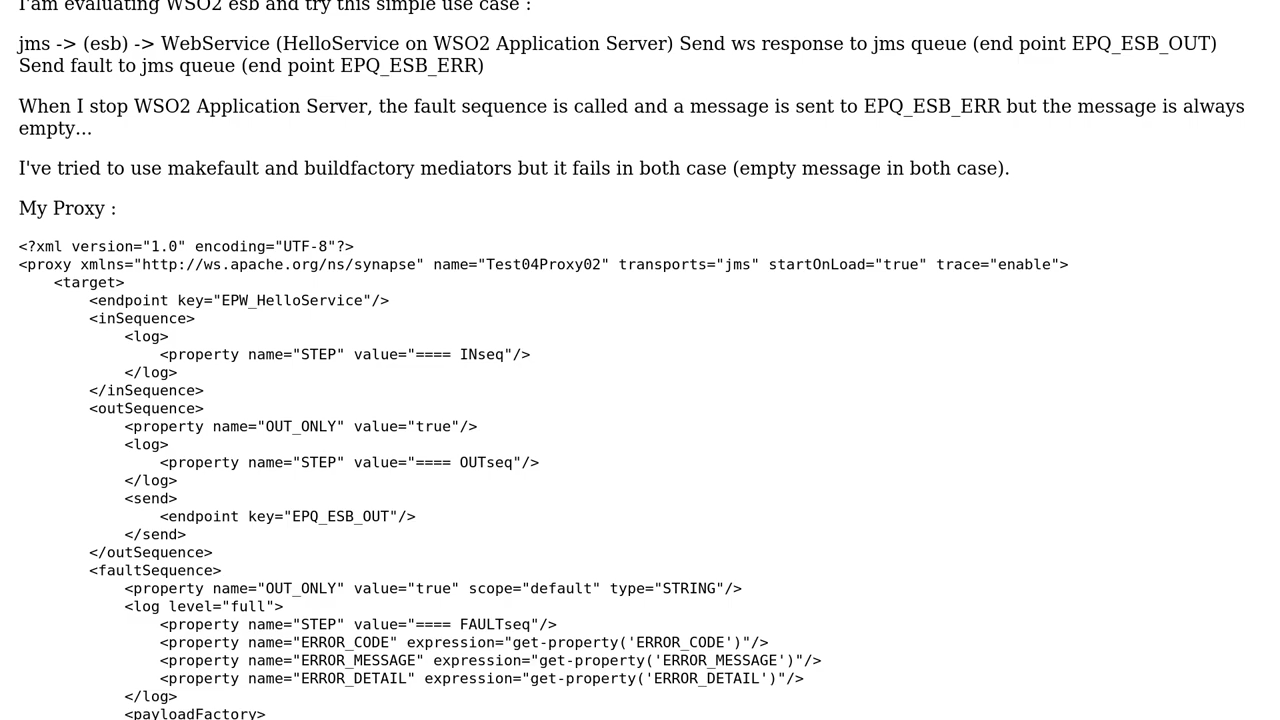 I'am evaluating WSO2 esb and try this simple use case :
jms -> (esb) -> WebService (HelloService on WSO2 Application Server) Send ws response to jms queue (end point EPQ_ESB_OUT)
Send fault to jms queue (end point EPQ_ESB_ERR)
When I stop WSO2 Application Server, the fault sequence is called and a message is sent to EPQ_ESB_ERR but the message is always
empty...
I've tried to use makefault and buildfactory mediators but it fails in both case (empty message in both case).
My Proxy :
<?xml version="1.0" encoding="UTF-8"?>
<proxy xmlns="http://ws.apache.org/ns/synapse" name="Test04Proxy02" transports="jms" startOnLoad="true" trace="enable">
    <target>
        <endpoint key="EPW_HelloService"/>
        <inSequence>
            <log>
                <property name="STEP" value="==== INseq"/>
            </log>
        </inSequence>
        <outSequence>
            <property name="OUT_ONLY" value="true"/>
            <log>
                <property name="STEP" value="==== OUTseq"/>
            </log>
            <send>
                <endpoint key="EPQ_ESB_OUT"/>
            </send>
        </outSequence>
        <faultSequence>
            <property name="OUT_ONLY" value="true" scope="default" type="STRING"/>
            <log level="full">
                <property name="STEP" value="==== FAULTseq"/>
                <property name="ERROR_CODE" expression="get-property('ERROR_CODE')"/>
                <property name="ERROR_MESSAGE" expression="get-property('ERROR_MESSAGE')"/>
                <property name="ERROR_DETAIL" expression="get-property('ERROR_DETAIL')"/>
            </log>
            <payloadFactory>